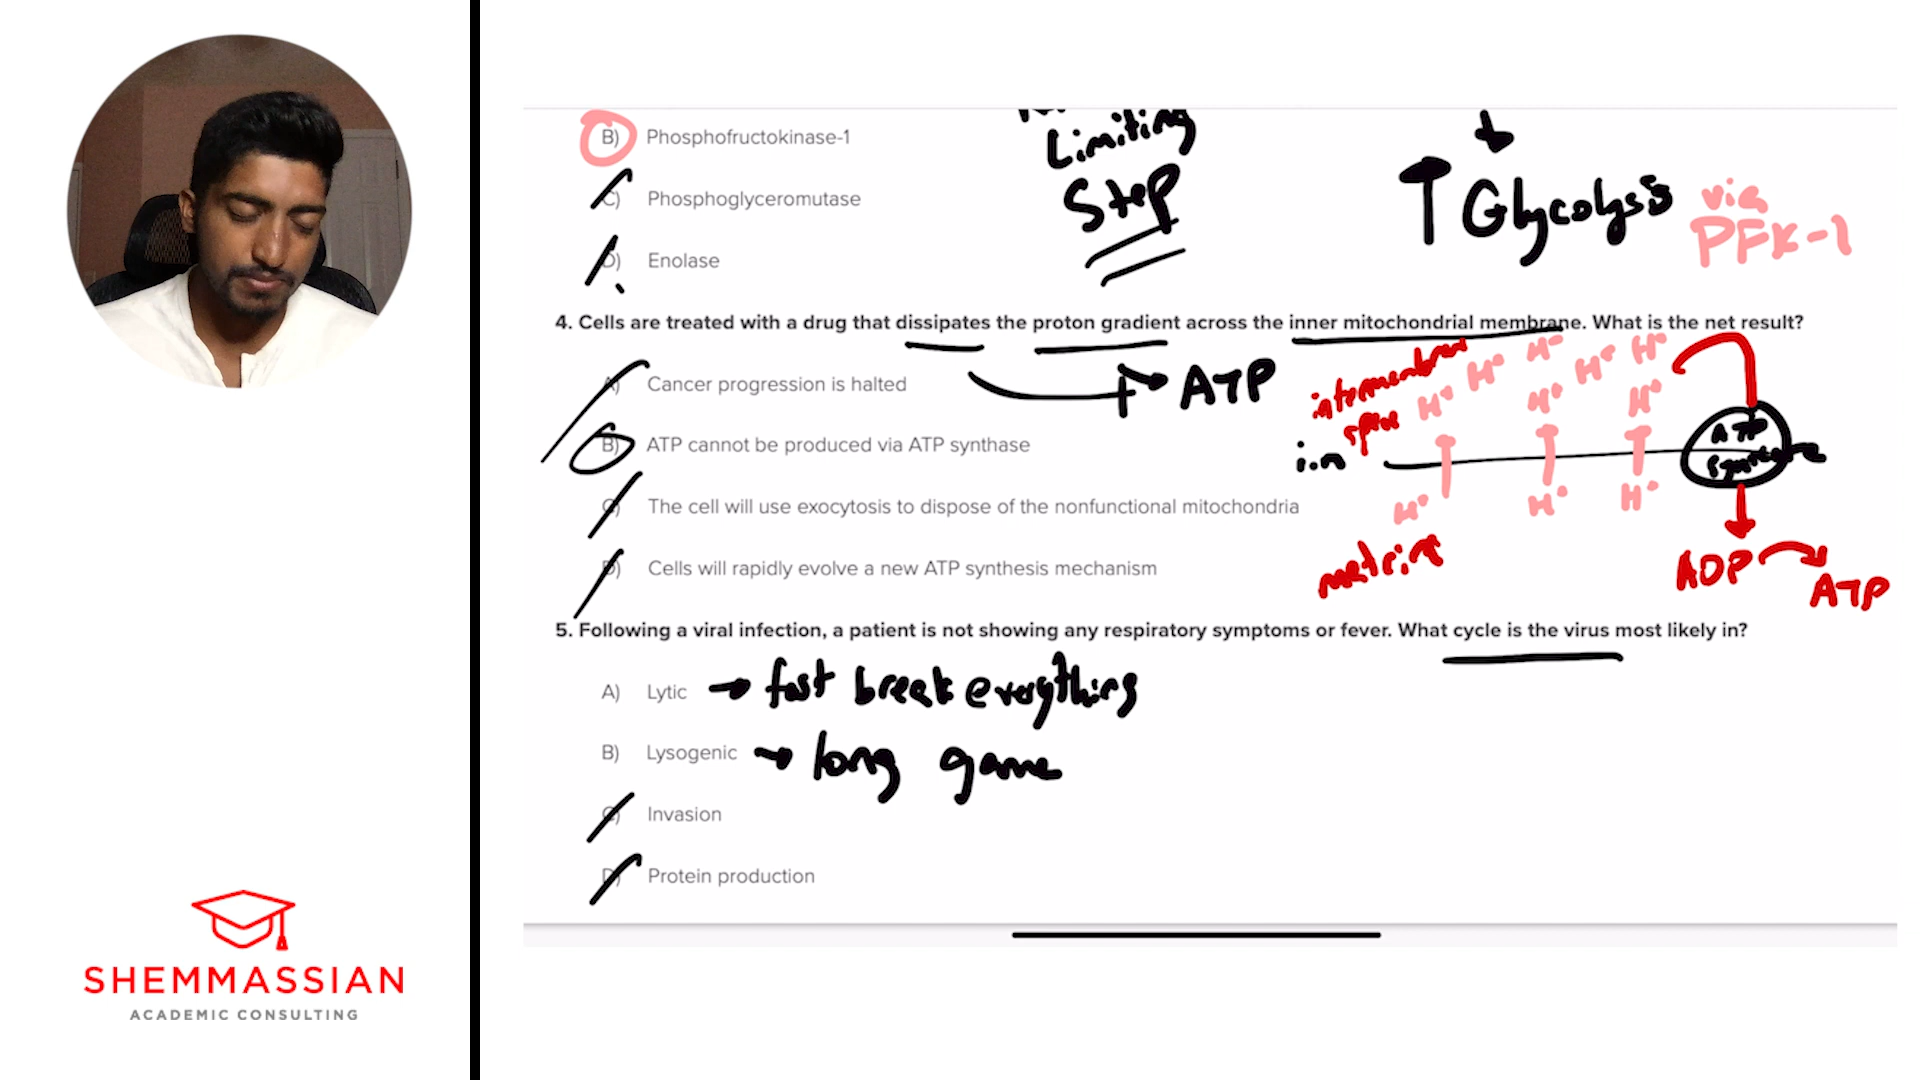 B) Phosphofructokinase-1
Limiting
Step
↑ Glycolysis
via
PFK-1
C) Phosphoglyceromutase
D) Enolase
4. Cells are treated with a drug that dissipates the proton gradient across the inner mitochondrial membrane. What is the net result?
A) Cancer progression is halted
ATP
B) ATP cannot be produced via ATP synthase
C) The cell will use exocytosis to dispose of the nonfunctional mitochondria
D) Cells will rapidly evolve a new ATP synthesis mechanism
H⁺ H⁺ H⁺ H⁺
H⁺ H⁺ H⁺
space
i.m
ATP
H⁺ H⁺ H⁺
matrix
ADP
ATP
5. Following a viral infection, a patient is not showing any respiratory symptoms or fever. What cycle is the virus most likely in?
A) Lytic → fast break everything
B) Lysogenic → long game
C) Invasion
D) Protein production
SHEMMASSIAN
ACADEMIC CONSULTING